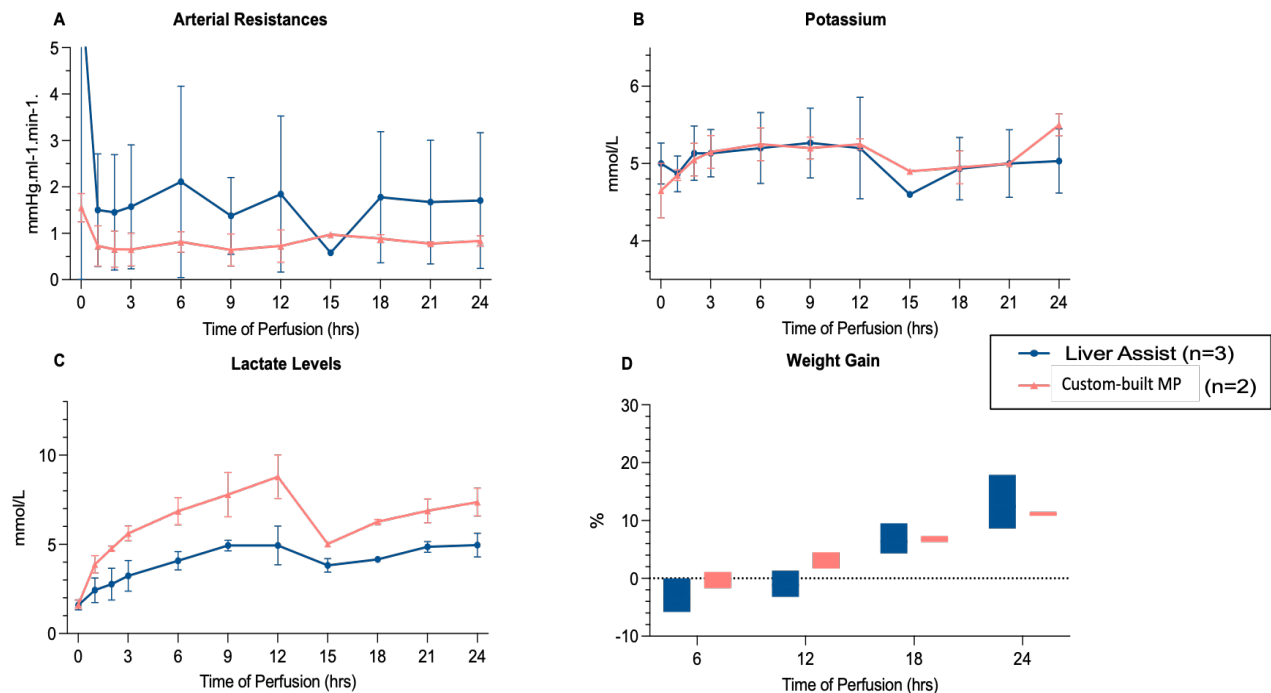 A
Arterial Resistances
mmHg.ml-1.min-1.
5
4
3
2
1
0
0 3 6 9 12 15 18 21 24
Time of Perfusion (hrs)
B
Potassium
mmol/L
6
5
4
0 3 6 9 12 15 18 21 24
Time of Perfusion (hrs)
Liver Assist (n=3)
Custom-built MP (n=2)
C
Lactate Levels
mmol/L
10
5
0
0 3 6 9 12 15 18 21 24
Time of Perfusion (hrs)
D
Weight Gain
%
30
20
10
0
-10
6 12 18 24
Time of Perfusion (hrs)